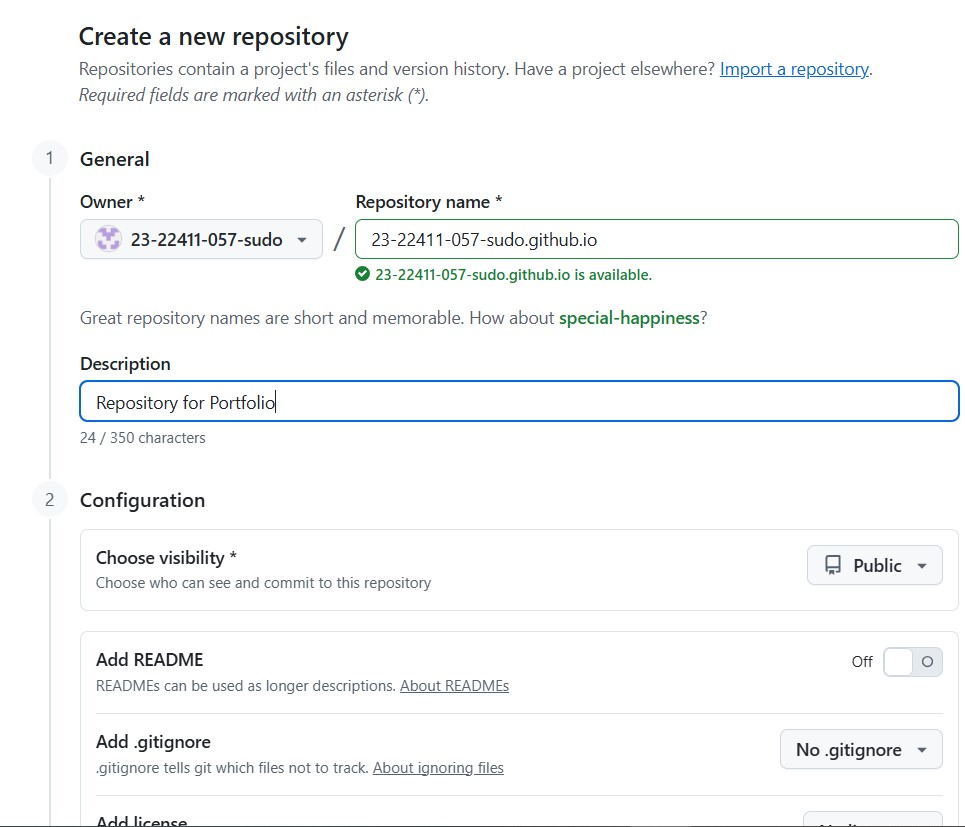 Create a new repository
Repositories contain a project's files and version history. Have a project elsewhere? Import a repository.
Required fields are marked with an asterisk (*).
1 General
Owner * Repository name *
23-22411-057-sudo / 23-22411-057-sudo.github.io
23-22411-057-sudo.github.io is available.
Great repository names are short and memorable. How about special-happiness?
Description
Repository for Portfolio
24 / 350 characters
2 Configuration
Choose visibility *
Choose who can see and commit to this repository
Public
Add README
READMEs can be used as longer descriptions. About READMEs
Off
Add .gitignore
.gitignore tells git which files not to track. About ignoring files
No .gitignore
Add license